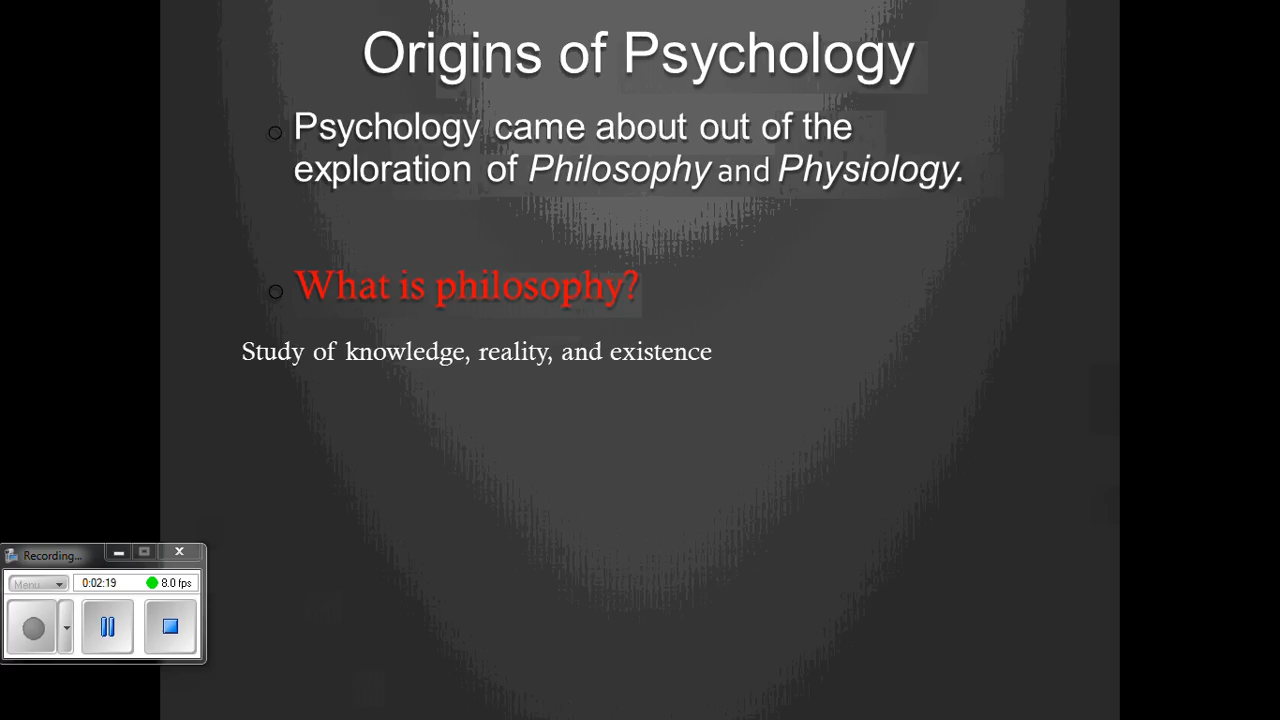 Origins of Psychology
Psychology came about out of the
exploration of Philosophy and Physiology.
What is philosophy?
Study of knowledge, reality, and existence
Recording...
Menu
0:02:19
8.0 fps